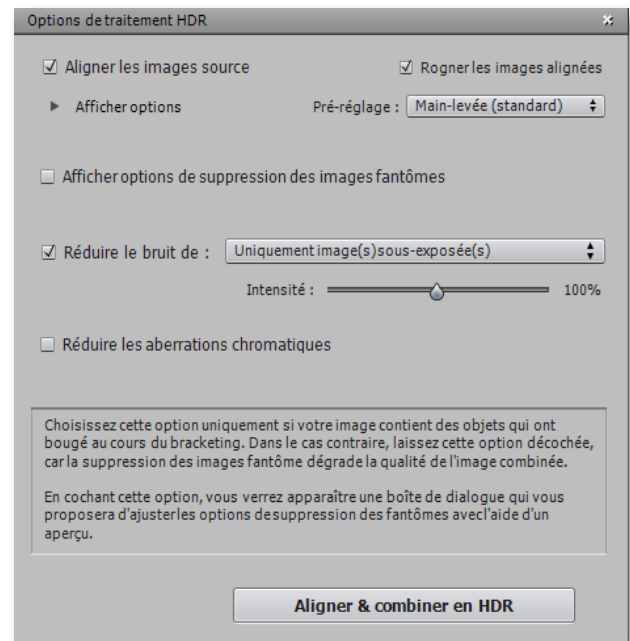 Options de traitement HDR
Aligner les images source
Rogner les images alignées
Afficher options
Pré-réglage : Main-levée (standard)
Afficher options de suppression des images fantômes
Réduire le bruit de : Uniquement image(s) sous-exposée(s)
Intensité : 100%
Réduire les aberrations chromatiques
Choisissez cette option uniquement si votre image contient des objets qui ont
bougé au cours du bracketing. Dans le cas contraire, laissez cette option décochée,
car la suppression des images fantôme dégrade la qualité de l'image combinée.
En cochant cette option, vous verrez apparaître une boîte de dialogue qui vous
proposera d'ajuster les options de suppression des fantômes avec l'aide d'un
aperçu.
Aligner & combiner en HDR